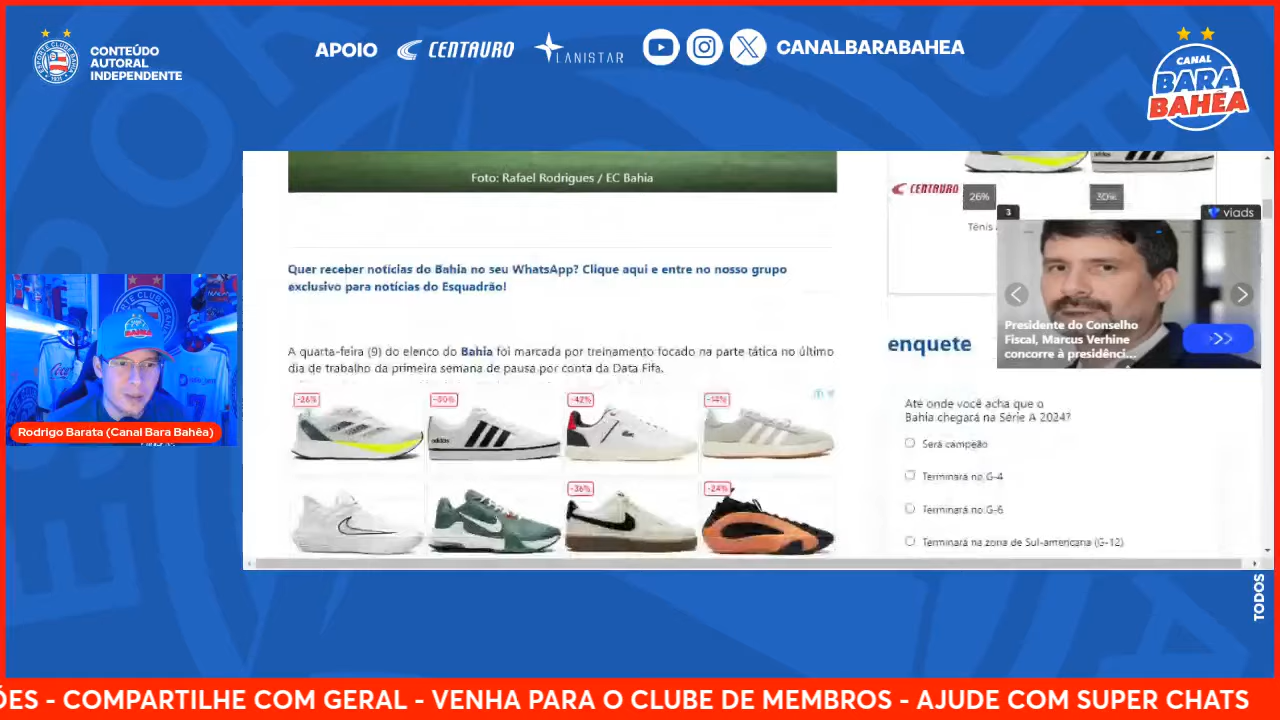 CONTEÚDO
AUTORAL
INDEPENDENTE
APOIO
CENTAURO
LANISTAR
CANALBARABAHEA
CANAL
BARA
BAHÊA
Foto: Rafael Rodrigues / EC Bahia
Quer receber notícias do Bahia no seu WhatsApp? Clique aqui e entre no nosso grupo
exclusivo para notícias do Esquadrão!
A quarta-feira (9) do elenco do Bahia foi marcada por treinamento focado na parte tática no último
dia de trabalho da primeira semana de pausa por conta da Data Fifa.
-26%
-30%
-42%
-14%
adidas
-36%
-24%
CENTAURO
26%
30%
Tênis
3
viads
Presidente do Conselho
Fiscal, Marcus Verhine
concorre à presidênci...
enquete
Até onde você acha que o
Bahia chegará na Série A 2024?
Será campeão
Terminará no G-4
Terminará no G-6
Terminará na zona de Sul-americana (G-12)
Rodrigo Barata (Canal Bara Bahêa)
TODOS
ÕES - COMPARTILHE COM GERAL - VENHA PARA O CLUBE DE MEMBROS - AJUDE COM SUPER CHATS